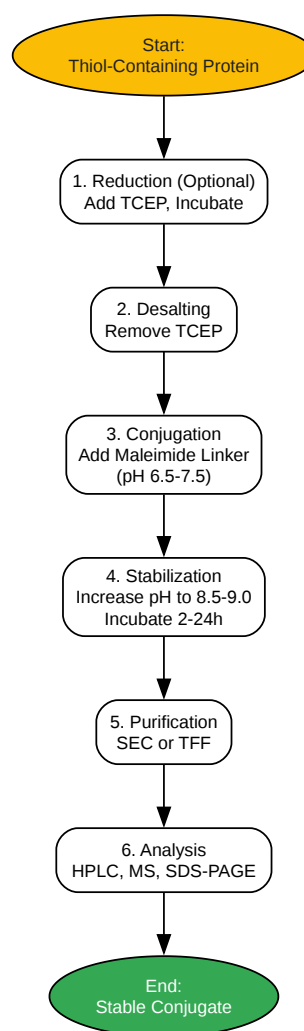 Start:
Thiol-Containing Protein
1. Reduction (Optional)
Add TCEP, Incubate
2. Desalting
Remove TCEP
3. Conjugation
Add Maleimide Linker
(pH 6.5-7.5)
4. Stabilization
Increase pH to 8.5-9.0
Incubate 2-24h
5. Purification
SEC or TFF
6. Analysis
HPLC, MS, SDS-PAGE
End:
Stable Conjugate